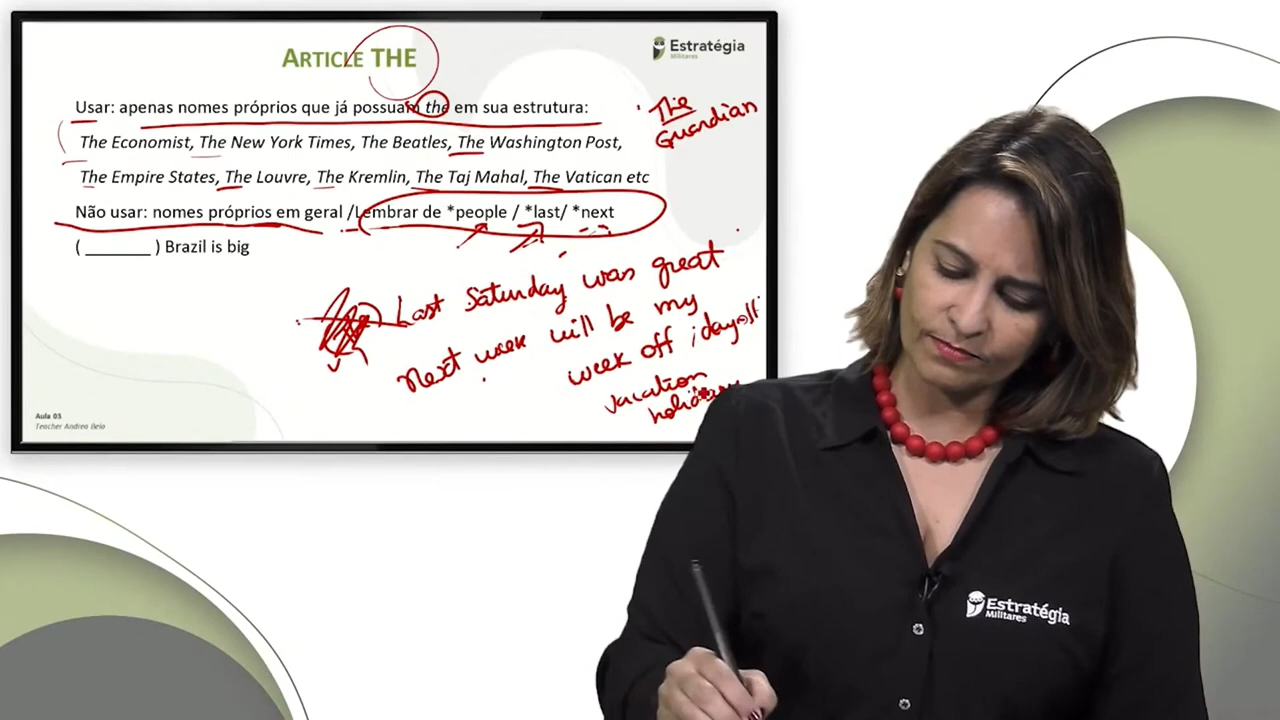 ARTICLE THE
Estratégia
Militares
Usar: apenas nomes próprios que já possuam the em sua estrutura:
The Economist, The New York Times, The Beatles, The Washington Post,
The Empire States, The Louvre, The Kremlin, The Taj Mahal, The Vatican etc
Não usar: nomes próprios em geral /Lembrar de *people / *last/ *next
( _______ ) Brazil is big
The
Guardian
Last Saturday was great
Next week will be my
week off ; day off
vacation
Aula 03
Teacher Andrea Belo
Estratégia
Militares